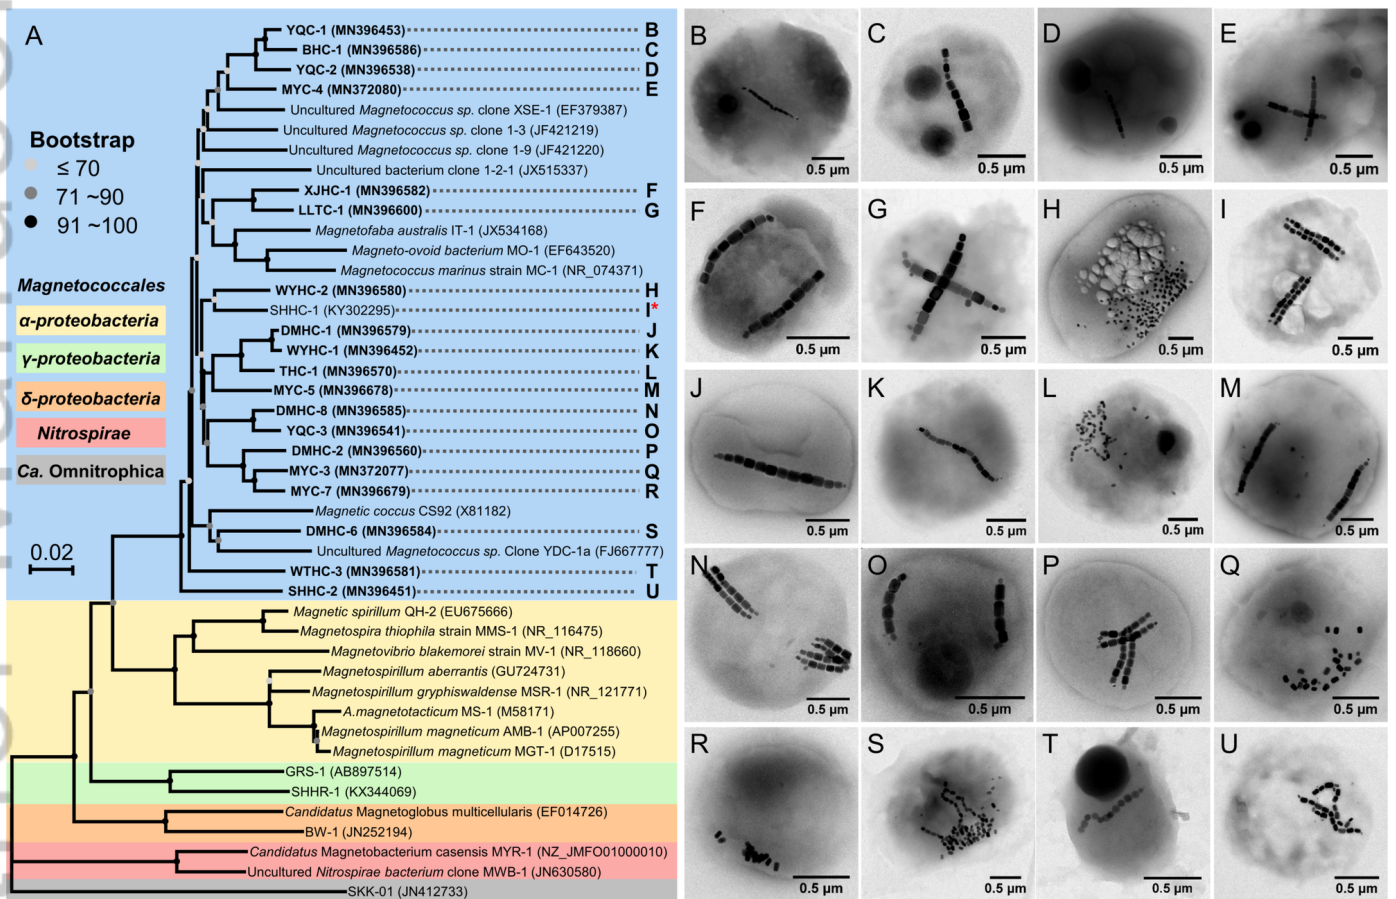 A
YQC-1 (MN396453) B
BHC-1 (MN396586) C
YQC-2 (MN396538) D
MYC-4 (MN372080) E
Uncultured Magnetococcus sp. clone XSE-1 (EF379387)
Uncultured Magnetococcus sp. clone 1-3 (JF421219)
Uncultured Magnetococcus sp. clone 1-9 (JF421220)
Uncultured bacterium clone 1-2-1 (JX515337)
XJHC-1 (MN396582) F
LLTC-1 (MN396600) G
Magnetofaba australis IT-1 (JX534168)
Magneto-ovoid bacterium MO-1 (EF643520)
Magnetococcus marinus strain MC-1 (NR_074371)
WYHC-2 (MN396580) H
SHHC-1 (KY302295) I*
DMHC-1 (MN396579) J
WYHC-1 (MN396452) K
THC-1 (MN396570) L
MYC-5 (MN396678) M
DMHC-8 (MN396585) N
YQC-3 (MN396541) O
DMHC-2 (MN396560) P
MYC-3 (MN372077) Q
MYC-7 (MN396679) R
Magnetic coccus CS92 (X81182)
DMHC-6 (MN396584) S
Uncultured Magnetococcus sp. Clone YDC-1a (FJ667777)
WTHC-3 (MN396581) T
SHHC-2 (MN396451) U
Magnetic spirillum QH-2 (EU675666)
Magnetospira thiophila strain MMS-1 (NR_116475)
Magnetovibrio blakemorei strain MV-1 (NR_118660)
Magnetospirillum aberrantis (GU724731)
Magnetospirillum gryphiswaldense MSR-1 (NR_121771)
A.magnetotacticum MS-1 (M58171)
Magnetospirillum magneticum AMB-1 (AP007255)
Magnetospirillum magneticum MGT-1 (D17515)
GRS-1 (AB897514)
SHHR-1 (KX344069)
Candidatus Magnetoglobus multicellularis (EF014726)
BW-1 (JN252194)
Candidatus Magnetobacterium casensis MYR-1 (NZ_JMFO01000010)
Uncultured Nitrospirae bacterium clone MWB-1 (JN630580)
SKK-01 (JN412733)
Bootstrap
≤ 70
71 ~90
91 ~100
Magnetococcales
α-proteobacteria
γ-proteobacteria
δ-proteobacteria
Nitrospirae
Ca. Omnitrophica
0.02
B
0.5 µm
C
0.5 µm
D
0.5 µm
E
0.5 µm
F
0.5 µm
G
0.5 µm
H
0.5 µm
I
0.5 µm
J
0.5 µm
K
0.5 µm
L
0.5 µm
M
0.5 µm
N
0.5 µm
O
0.5 µm
P
0.5 µm
Q
0.5 µm
R
0.5 µm
S
0.5 µm
T
0.5 µm
U
0.5 µm